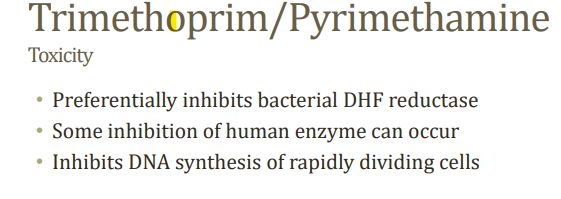 Trimethoprim/Pyrimethamine
Toxicity
• Preferentially inhibits bacterial DHF reductase
• Some inhibition of human enzyme can occur
• Inhibits DNA synthesis of rapidly dividing cells